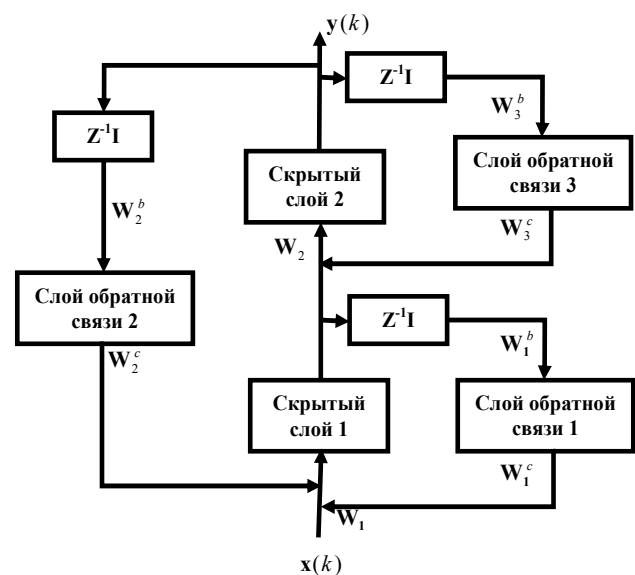 y(k)
Z⁻¹I
W₃ᵇ
Z⁻¹I
Слой обратной
связи 3
Скрытый
слой 2
W₂ᵇ
W₂
W₃ᶜ
Слой обратной
связи 2
Z⁻¹I
W₁ᵇ
W₂ᶜ
Скрытый
слой 1
Слой обратной
связи 1
W₁ᶜ
W₁
x(k)